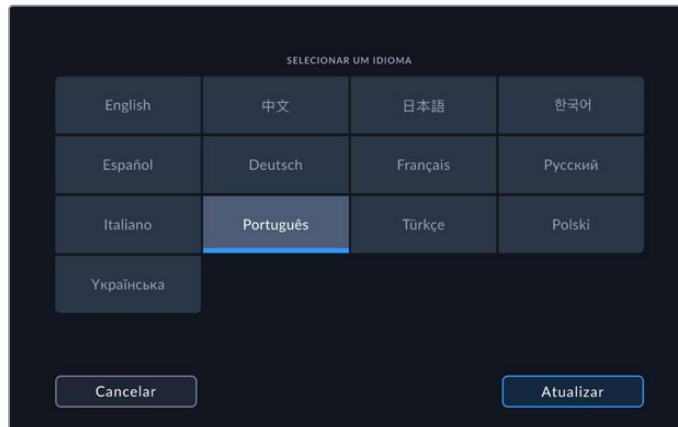 SELECIONAR UM IDIOMA
English 中文 日本語 한국어
Español Deutsch Français Русский
Italiano Português Türkçe Polski
Українська
Cancelar Atualizar